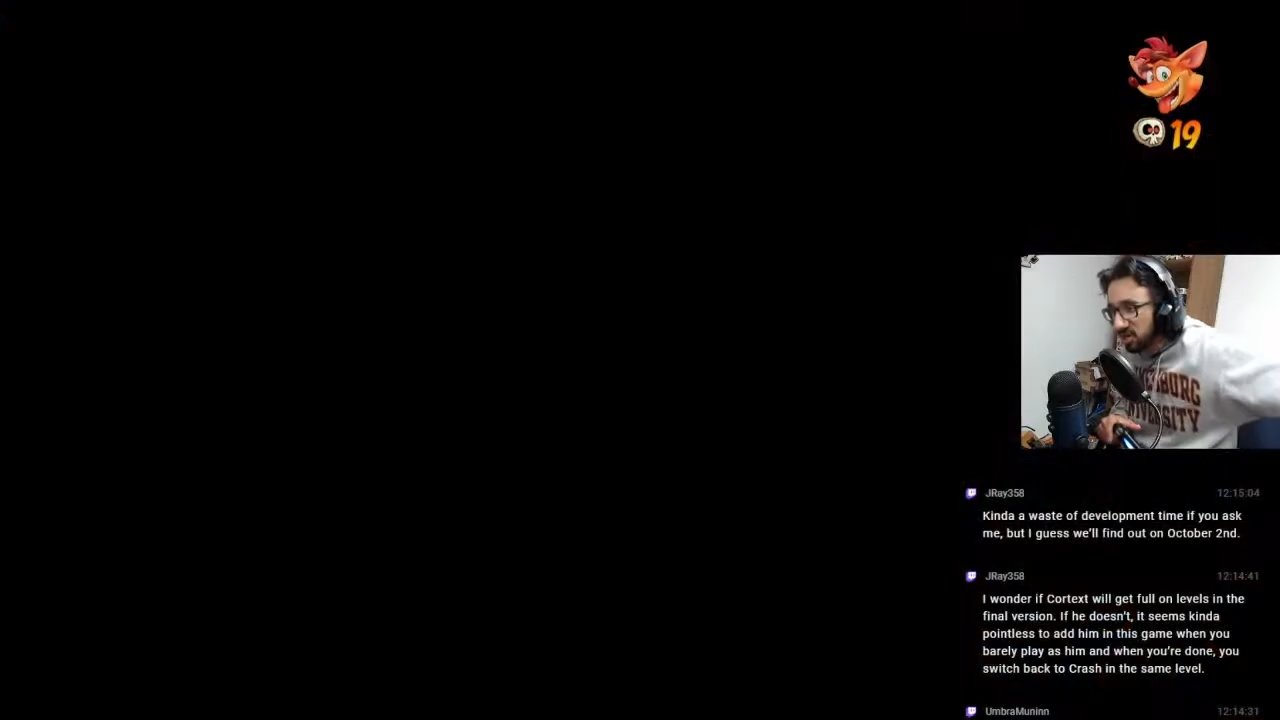 19
JRay358 12:15:04
Kinda a waste of development time if you ask
me, but I guess we'll find out on October 2nd.
JRay358 12:14:41
I wonder if Cortext will get full on levels in the
final version. If he doesn't, it seems kinda
pointless to add him in this game when you
barely play as him and when you're done, you
switch back to Crash in the same level.
UmbraMuninn 12:14:31